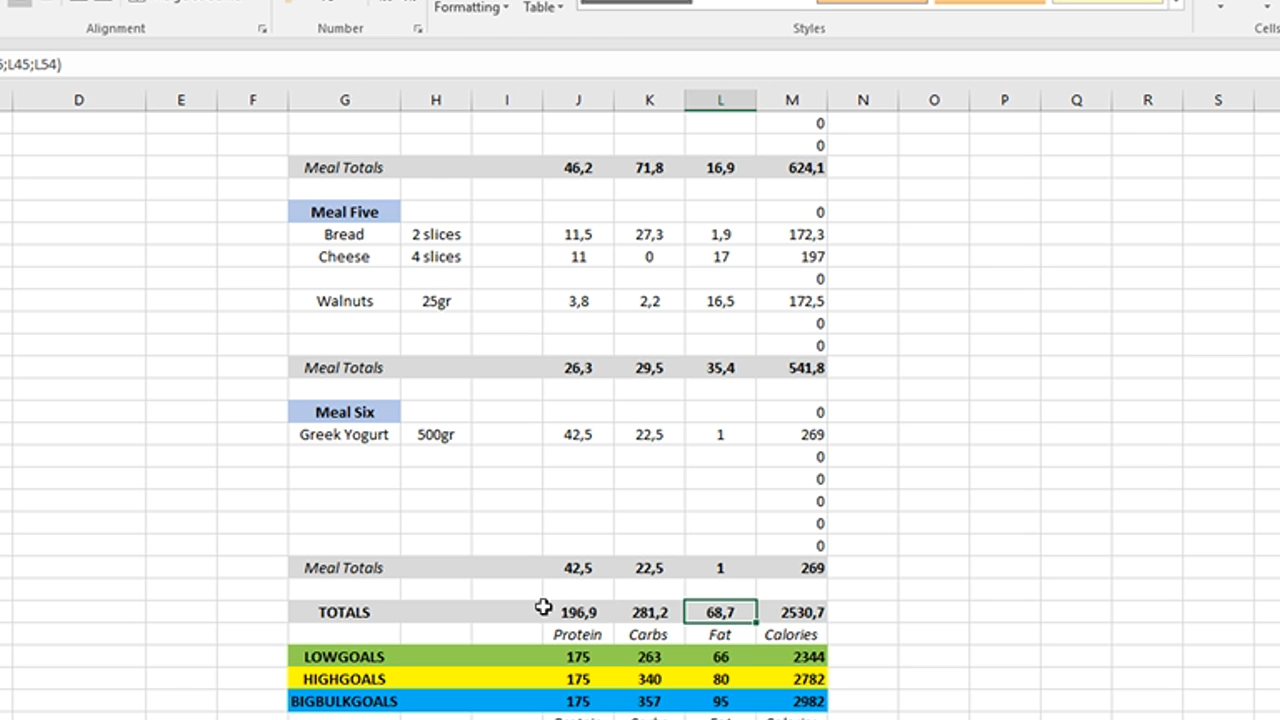 Formatting Table
Alignment Number Styles Cells
;L45;L54)
D E F G H I J K L M N O P Q R S
0
0
Meal Totals 46,2 71,8 16,9 624,1
Meal Five 0
Bread 2 slices 11,5 27,3 1,9 172,3
Cheese 4 slices 11 0 17 197
0
Walnuts 25gr 3,8 2,2 16,5 172,5
0
0
Meal Totals 26,3 29,5 35,4 541,8
Meal Six 0
Greek Yogurt 500gr 42,5 22,5 1 269
0
0
0
0
0
Meal Totals 42,5 22,5 1 269
TOTALS 196,9 281,2 68,7 2530,7
Protein Carbs Fat Calories
LOWGOALS 175 263 66 2344
HIGHGOALS 175 340 80 2782
BIGBULKGOALS 175 357 95 2982